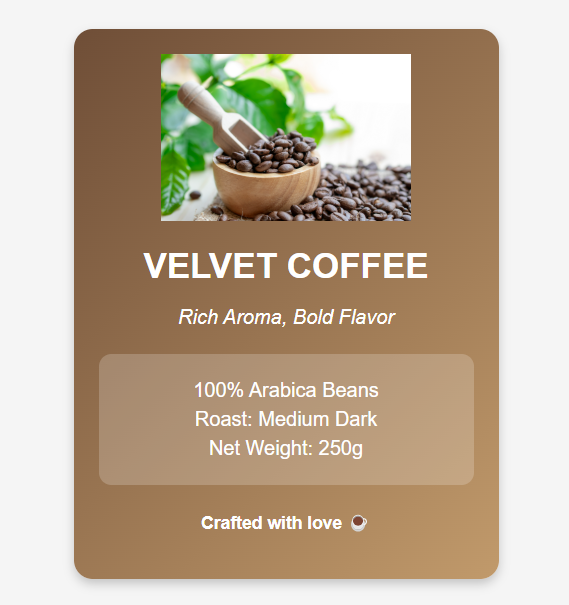 VELVET COFFEE
Rich Aroma, Bold Flavor
100% Arabica Beans
Roast: Medium Dark
Net Weight: 250g
Crafted with love ☕